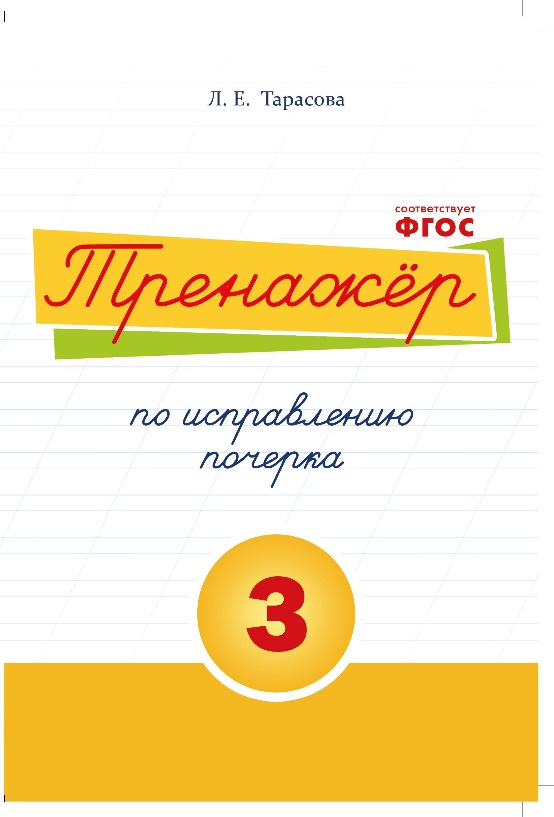 Л. Е. Тарасова
соответствует
ФГОС
Тренажёр
по исправлению
почерка
3